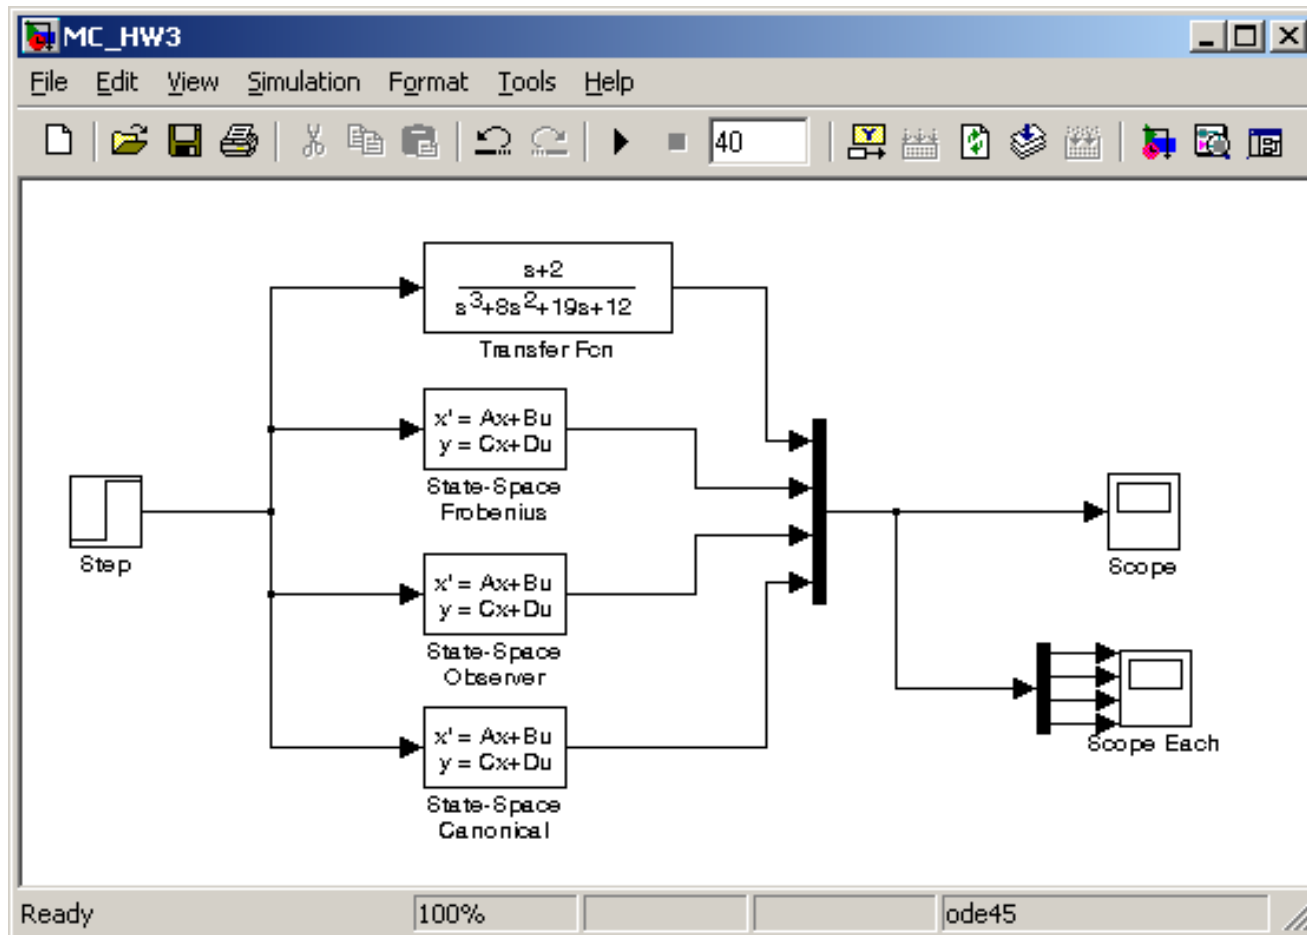 MC_HW3
File Edit View Simulation Format Tools Help
40
s+2
s³+8s²+19s+12
Transfer Fcn
x' = Ax+Bu
y = Cx+Du
State-Space
Frobenius
Step
x' = Ax+Bu
y = Cx+Du
State-Space
Observer
x' = Ax+Bu
y = Cx+Du
State-Space
Canonical
Scope
Scope Each
Ready 100% ode45